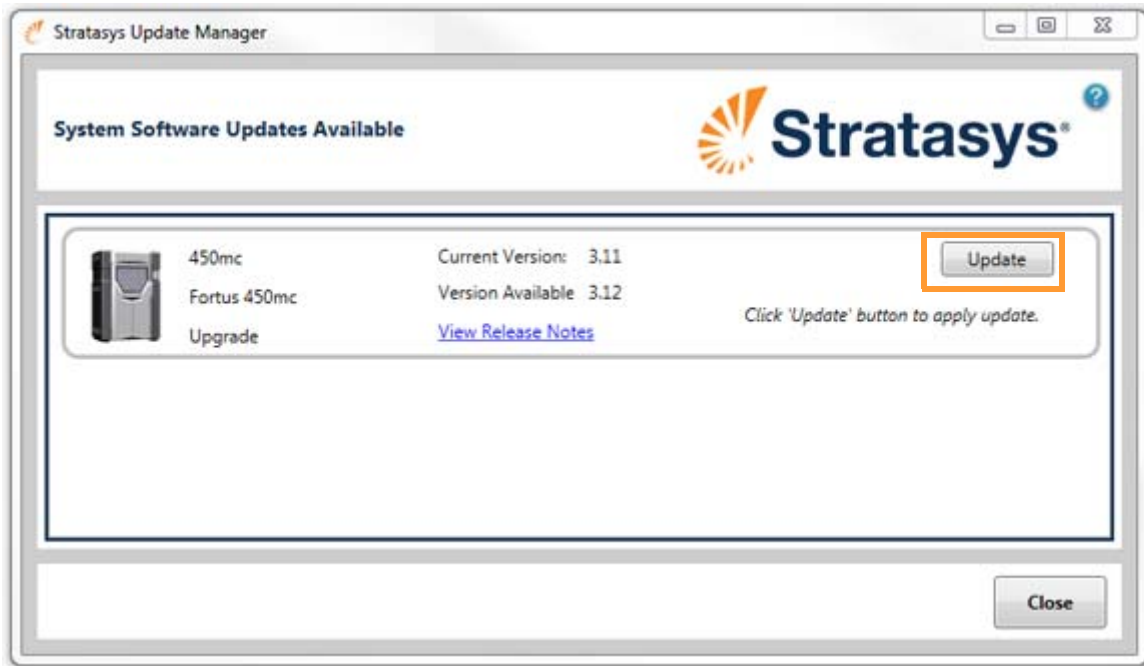 Stratasys Update Manager
System Software Updates Available
Stratasys®
?
450mc
Current Version: 3.11
Update
Fortus 450mc
Version Available 3.12
Click 'Update' button to apply update.
Upgrade
View Release Notes
Close